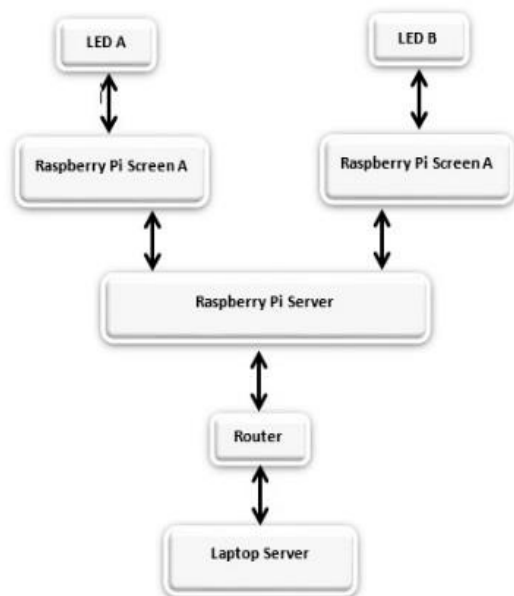 LED A
LED B
Raspberry Pi Screen A
Raspberry Pi Screen A
Raspberry Pi Server
Router
Laptop Server